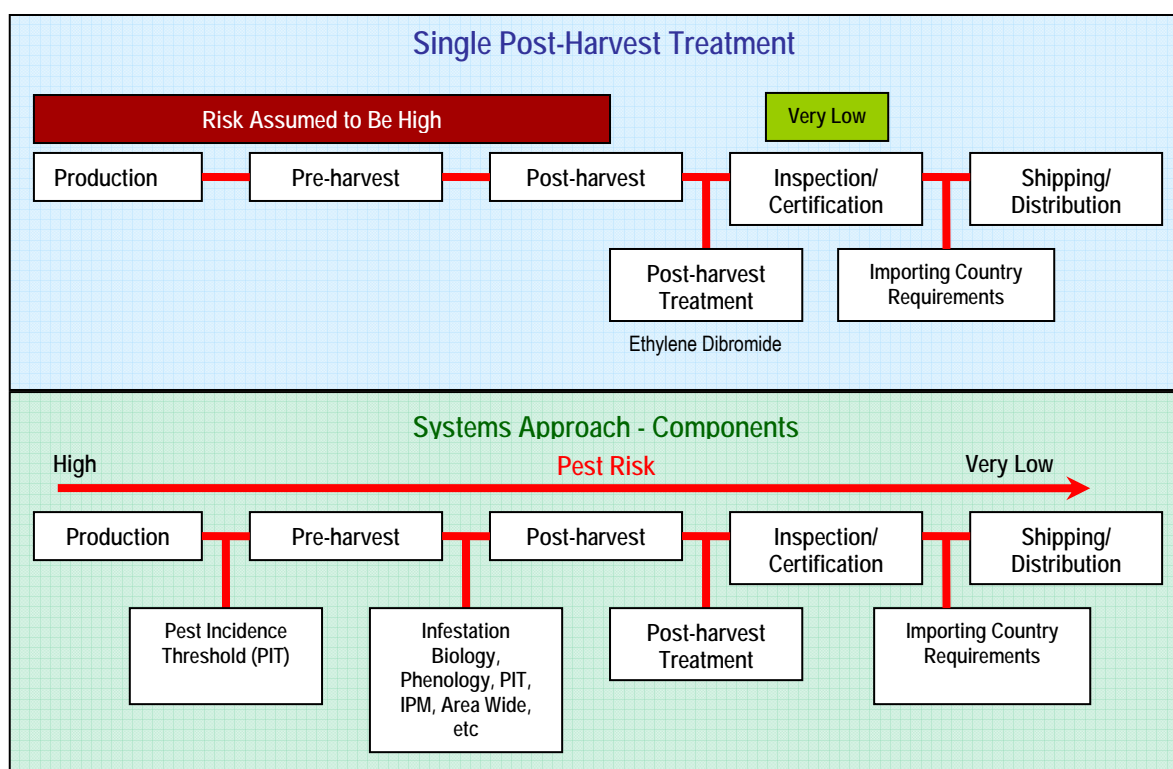 Single Post-Harvest Treatment
Risk Assumed to Be High
Very Low
Production
Pre-harvest
Post-harvest
Inspection/
Certification
Shipping/
Distribution
Post-harvest
Treatment
Importing Country
Requirements
Ethylene Dibromide
Systems Approach - Components
High
Pest Risk
Very Low
Production
Pre-harvest
Post-harvest
Inspection/
Certification
Shipping/
Distribution
Pest Incidence
Threshold (PIT)
Infestation
Biology,
Phenology, PIT,
IPM, Area Wide,
etc
Post-harvest
Treatment
Importing Country
Requirements